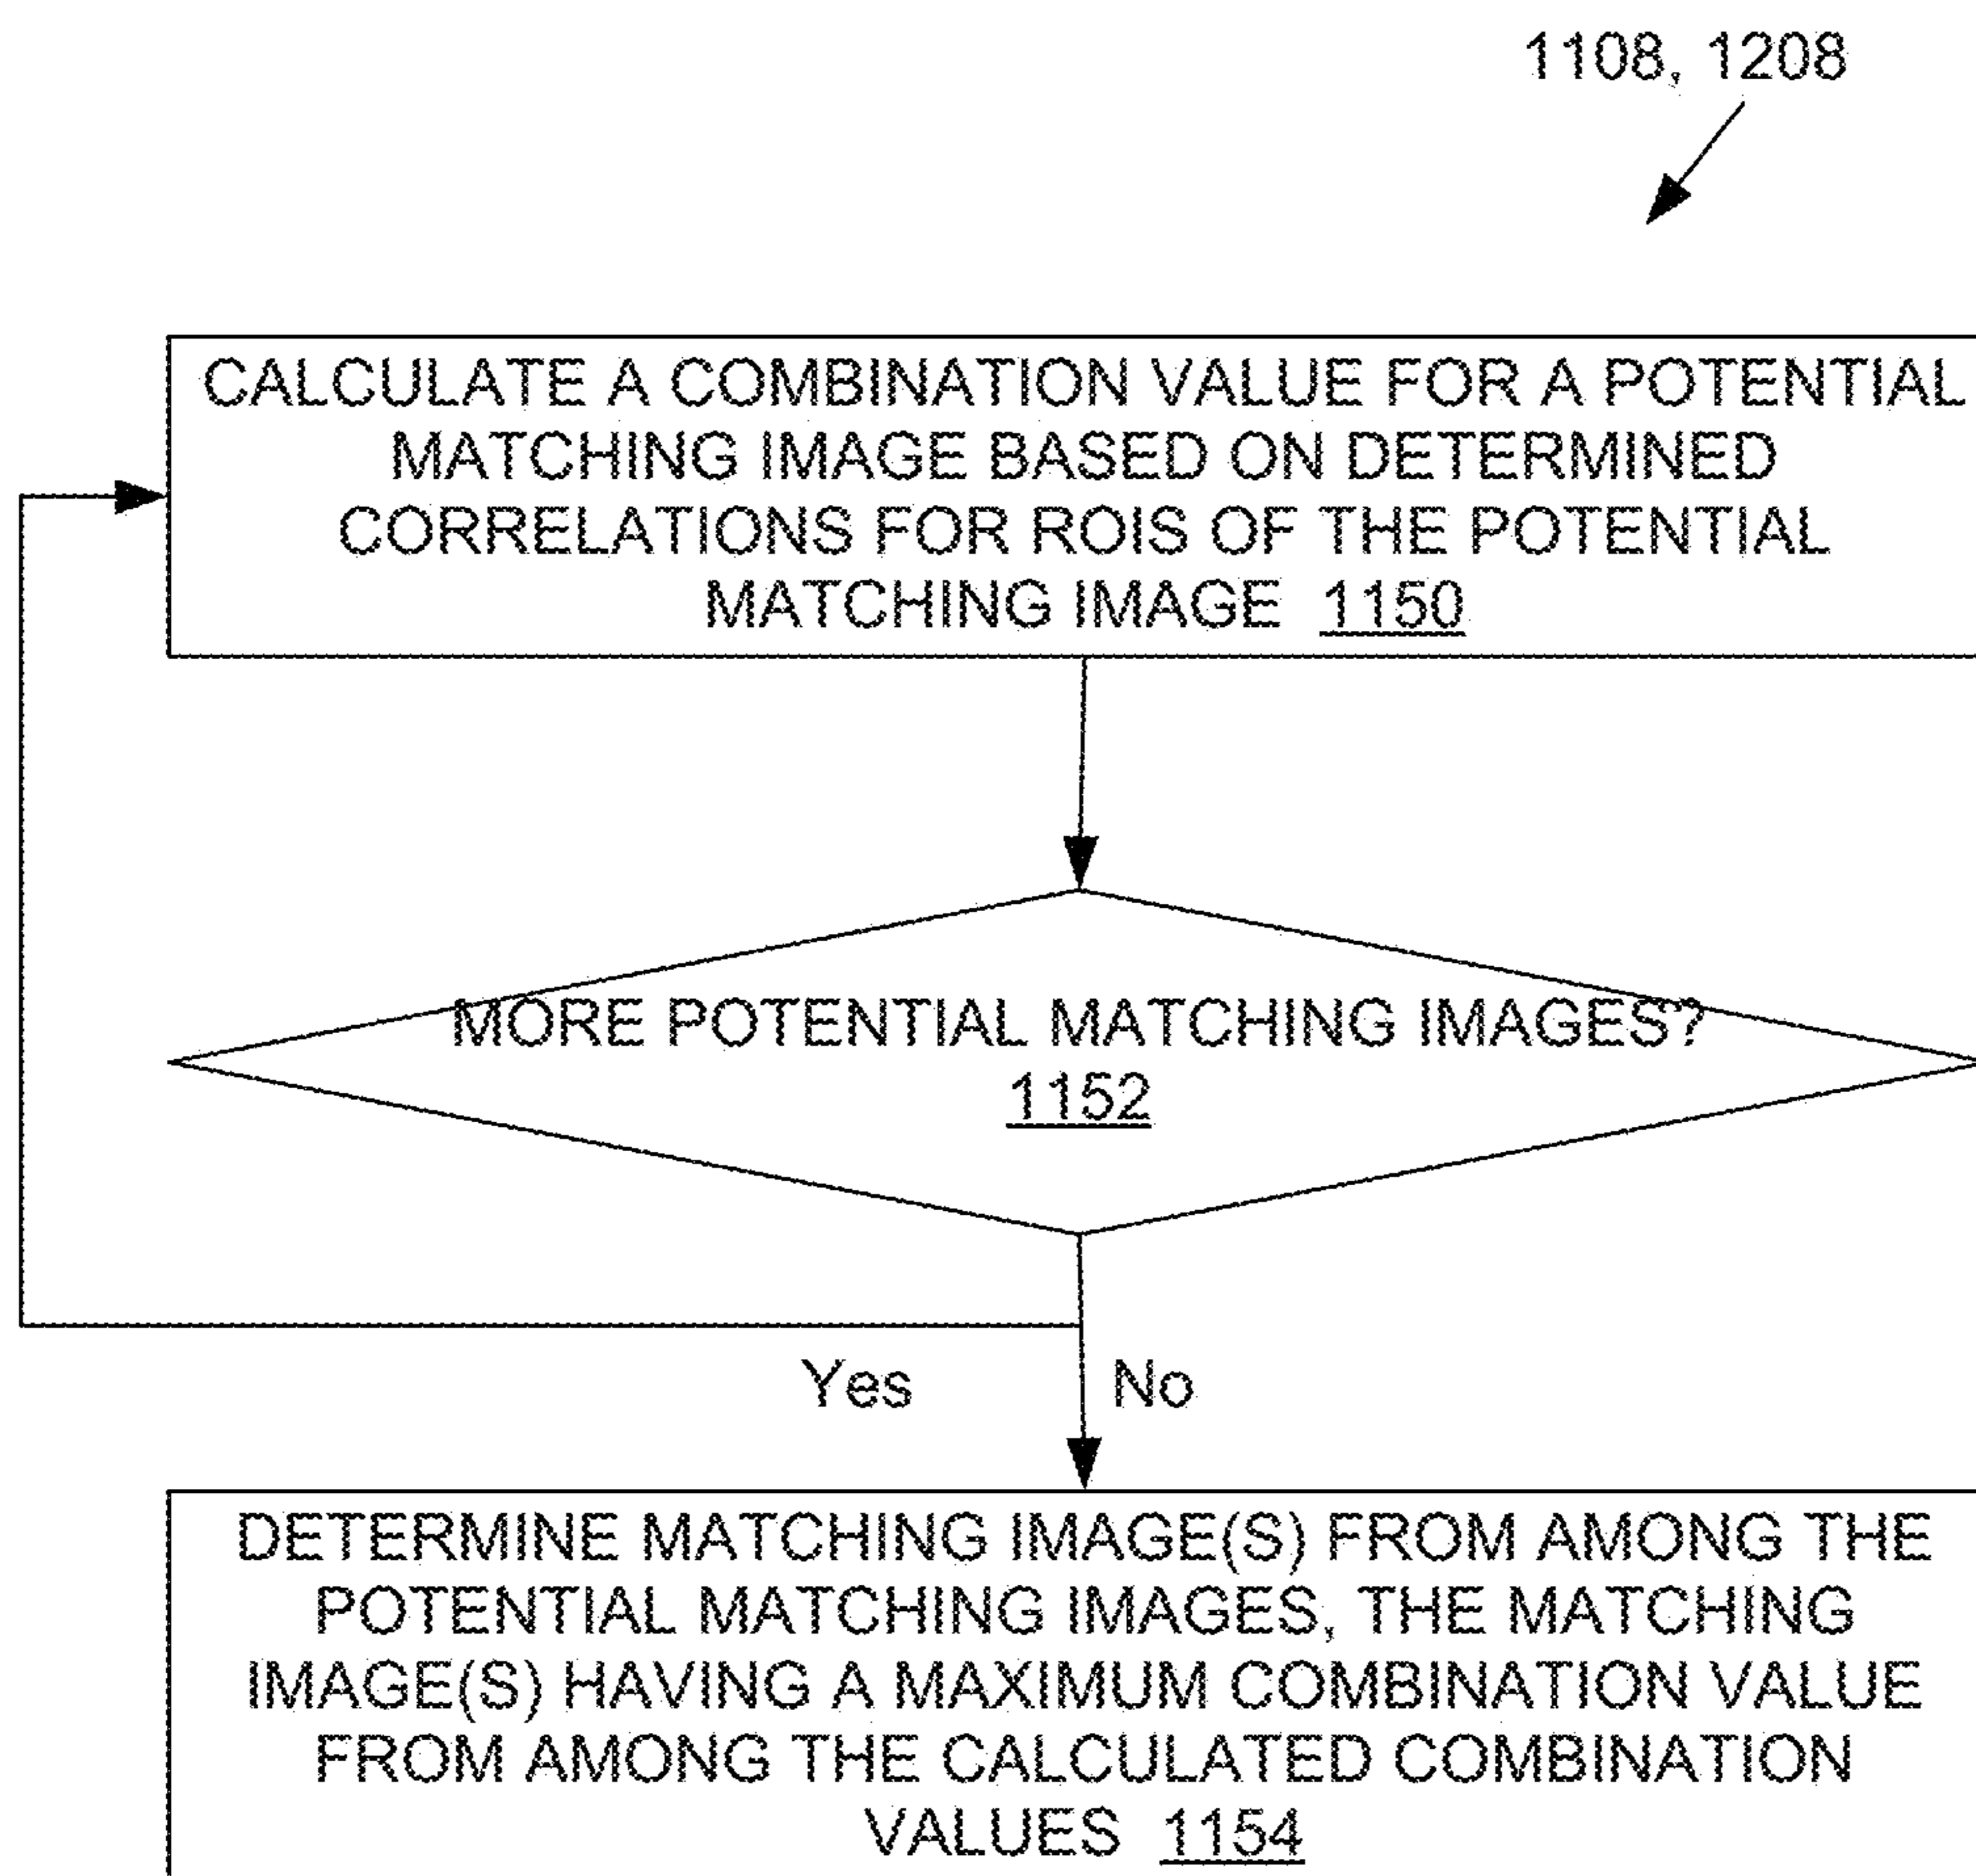 1108, 1208
CALCULATE A COMBINATION VALUE FOR A POTENTIAL
MATCHING IMAGE BASED ON DETERMINED
CORRELATIONS FOR ROIS OF THE POTENTIAL
MATCHING IMAGE 1150
MORE POTENTIAL MATCHING IMAGES?
1152
Yes No
DETERMINE MATCHING IMAGE(S) FROM AMONG THE
POTENTIAL MATCHING IMAGES, THE MATCHING
IMAGE(S) HAVING A MAXIMUM COMBINATION VALUE
FROM AMONG THE CALCULATED COMBINATION
VALUES 1154